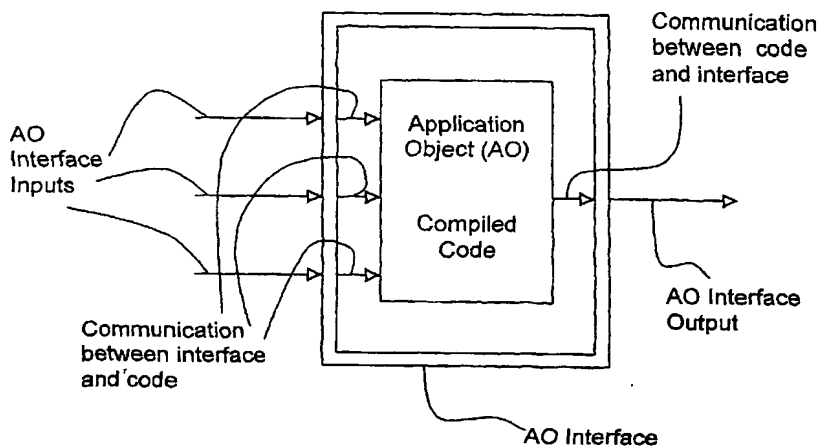 Communication
between code
and interface
AO
Interface
Inputs
Application
Object (AO)
Compiled
Code
AO Interface
Output
Communication
between interface
and code
AO Interface